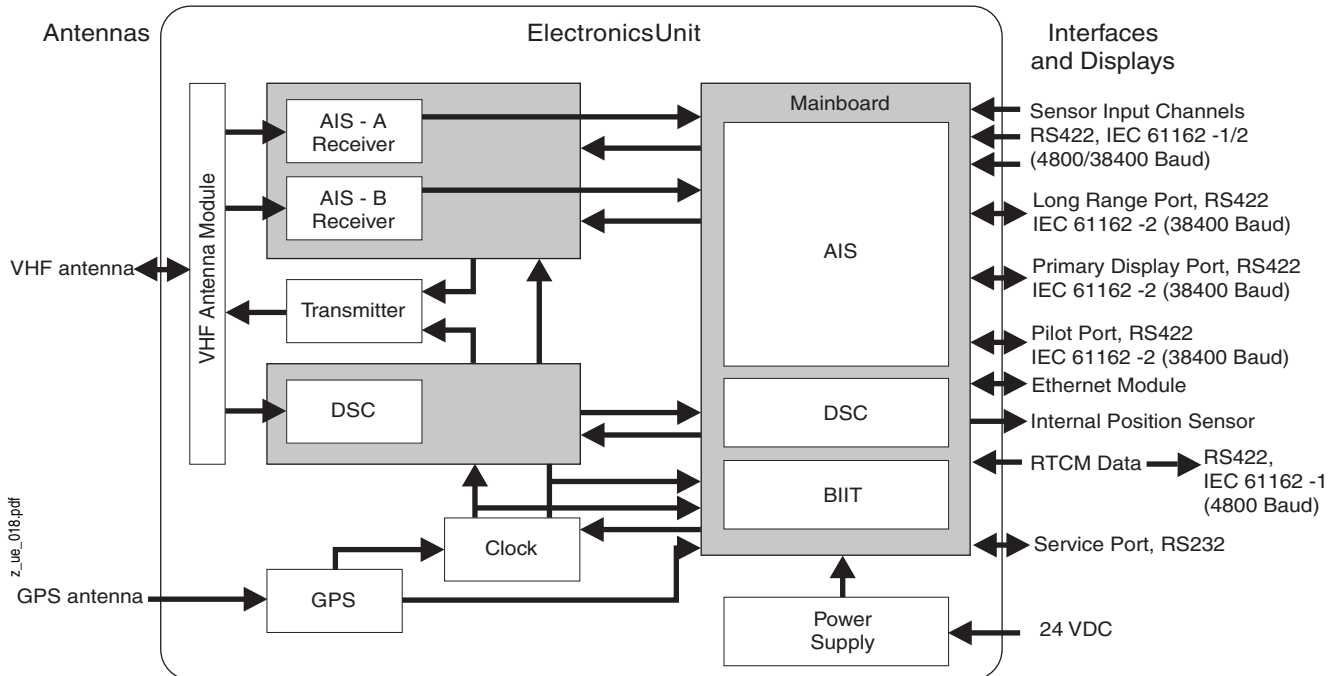 Antennas
ElectronicsUnit
Interfaces
and Displays
Mainboard
AIS - A
Receiver
AIS - B
Receiver
AIS
VHF Antenna Module
VHF antenna
Transmitter
DSC
DSC
BIIT
Clock
GPS
GPS antenna
Power
Supply
Sensor Input Channels
RS422, IEC 61162 -1/2
(4800/38400 Baud)
Long Range Port, RS422
IEC 61162 -2 (38400 Baud)
Primary Display Port, RS422
IEC 61162 -2 (38400 Baud)
Pilot Port, RS422
IEC 61162 -2 (38400 Baud)
Ethernet Module
Internal Position Sensor
RTCM Data
RS422,
IEC 61162 -1
(4800 Baud)
Service Port, RS232
24 VDC
z_ue_018.pdf